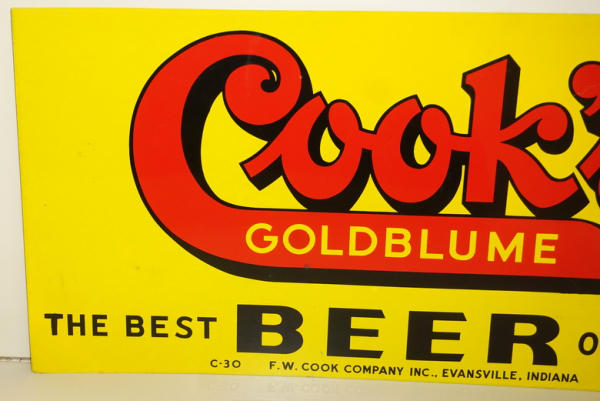 Cook's
GOLDBLUME
THE BEST BEER
C-30 F.W. COOK COMPANY INC., EVANSVILLE, INDIANA